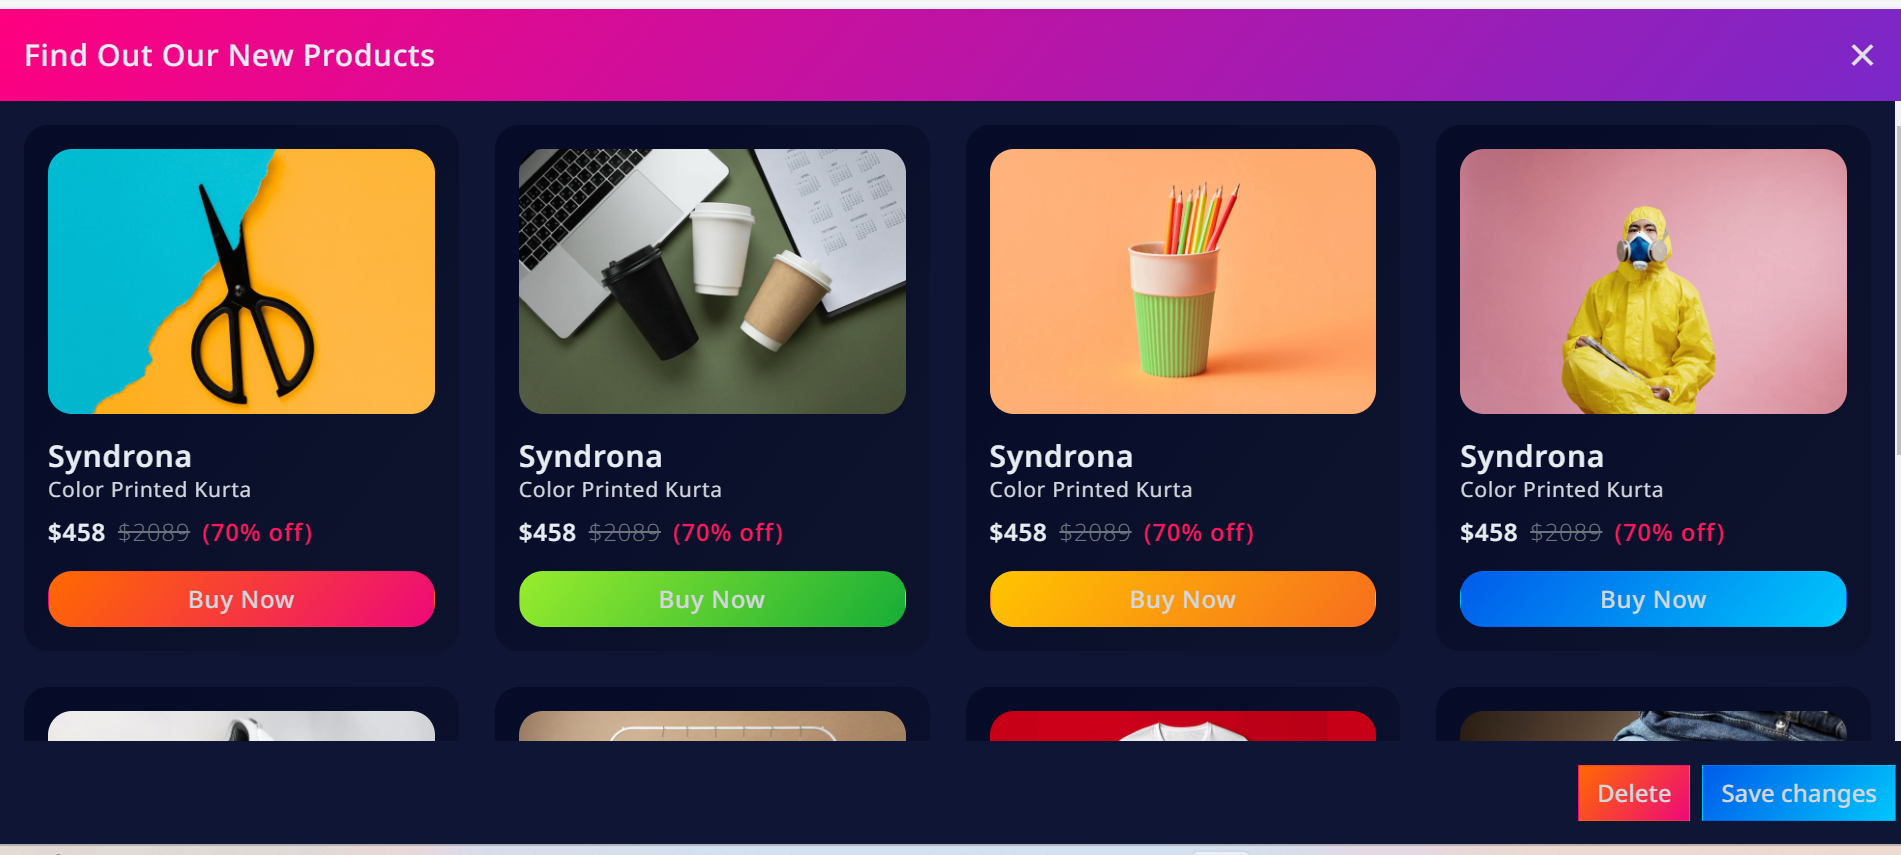 Find Out Our New Products
Syndrona
Color Printed Kurta
$458 $2089 (70% off)
Buy Now
Syndrona
Color Printed Kurta
$458 $2089 (70% off)
Buy Now
Syndrona
Color Printed Kurta
$458 $2089 (70% off)
Buy Now
Syndrona
Color Printed Kurta
$458 $2089 (70% off)
Buy Now
Delete
Save changes